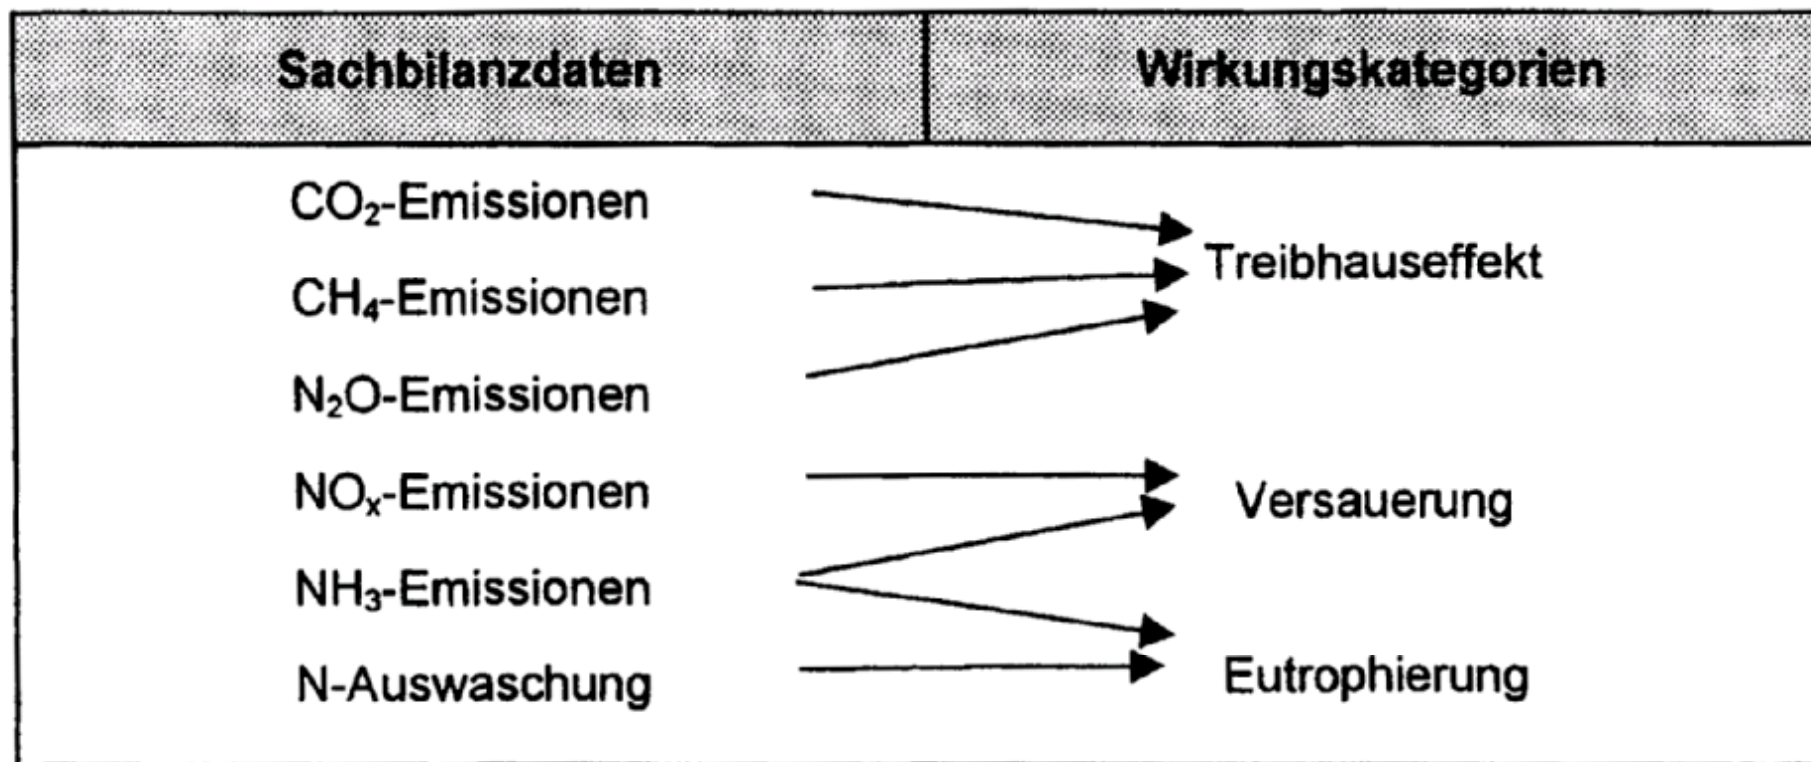 Sachbilanzdaten Wirkungskategorien
CO₂-Emissionen
Treibhauseffekt
CH₄-Emissionen
N₂O-Emissionen
NOₓ-Emissionen
Versauerung
NH₃-Emissionen
N-Auswaschung
Eutrophierung